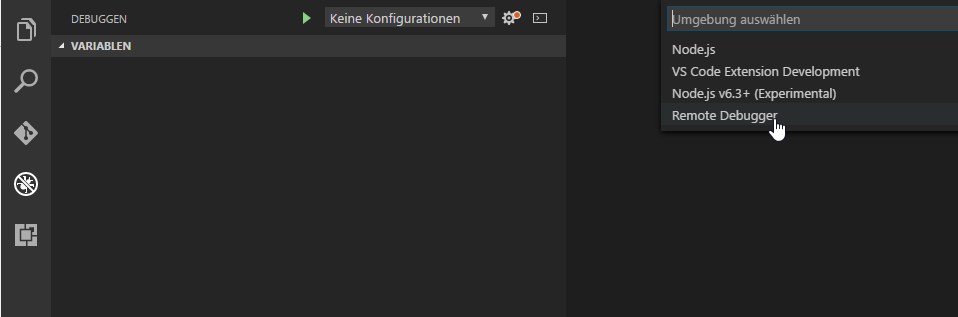 DEBUGGEN
Keine Konfigurationen
VARIABLEN
Umgebung auswählen
Node.js
VS Code Extension Development
Node.js v6.3+ (Experimental)
Remote Debugger